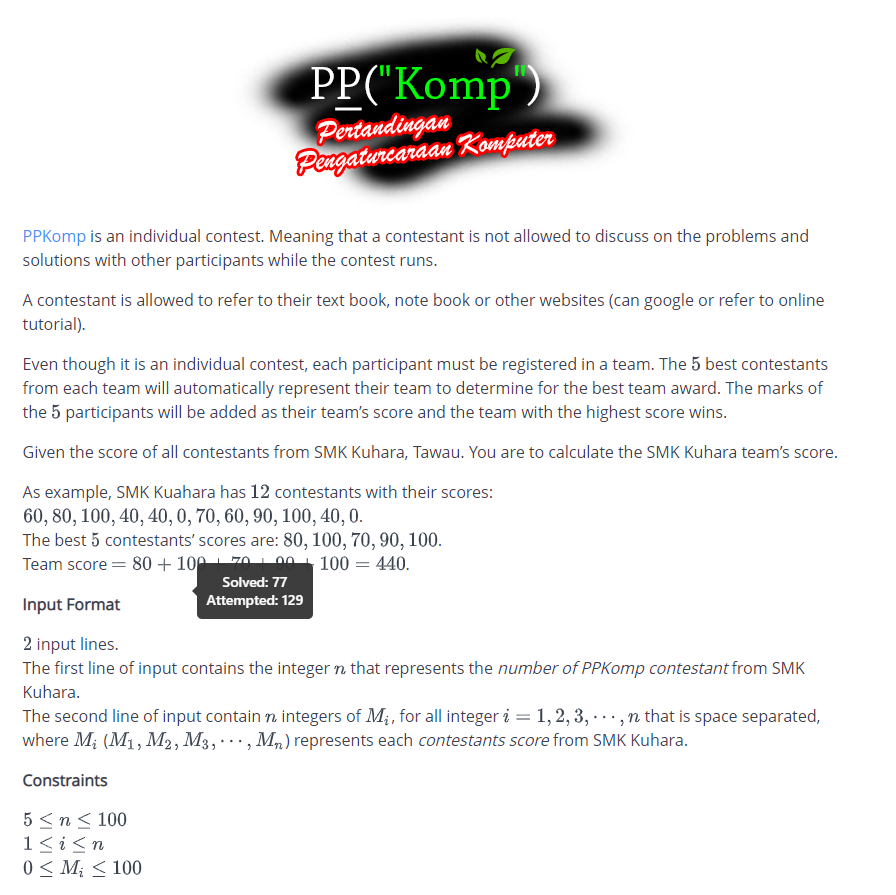 PP("Komp")
Pertandingan
Pengaturcaraan Komputer
PPKomp is an individual contest. Meaning that a contestant is not allowed to discuss on the problems and
solutions with other participants while the contest runs.
A contestant is allowed to refer to their text book, note book or other websites (can google or refer to online
tutorial).
Even though it is an individual contest, each participant must be registered in a team. The 5 best contestants
from each team will automatically represent their team to determine for the best team award. The marks of
the 5 participants will be added as their team's score and the team with the highest score wins.
Given the score of all contestants from SMK Kuhara, Tawau. You are to calculate the SMK Kuhara team's score.
As example, SMK Kuahara has 12 contestants with their scores:
60, 80, 100, 40, 40, 0, 70, 60, 90, 100, 40, 0.
The best 5 contestants' scores are: 80, 100, 70, 90, 100.
Team score = 80 + 100 + 70 + 90 + 100 = 440.
Solved: 77
Attempted: 129
Input Format
2 input lines.
The first line of input contains the integer n that represents the number of PPKomp contestant from SMK
Kuhara.
The second line of input contain n integers of M_i, for all integer i = 1, 2, 3, ⋯ , n that is space separated,
where M_i (M_1, M_2, M_3, ⋯ , M_n) represents each contestants score from SMK Kuhara.
Constraints
5 ≤ n ≤ 100
1 ≤ i ≤ n
0 ≤ M_i ≤ 100